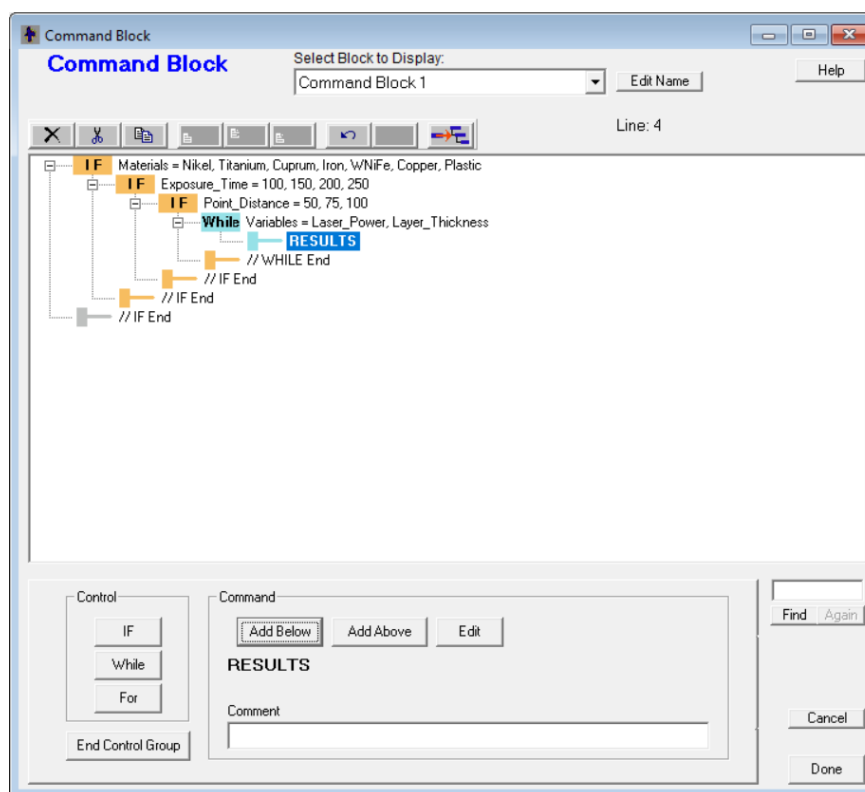 Command Block
Command Block
Select Block to Display:
Command Block 1
Edit Name
Help
Line: 4
IF Materials = Nikel, Titanium, Cuprum, Iron, WNiFe, Copper, Plastic
IF Exposure_Time = 100, 150, 200, 250
IF Point_Distance = 50, 75, 100
While Variables = Laser_Power, Layer_Thickness
RESULTS
// WHILE End
// IF End
// IF End
// IF End
Control
IF
While
For
End Control Group
Command
Add Below
Add Above
Edit
RESULTS
Comment
Find
Again
Cancel
Done